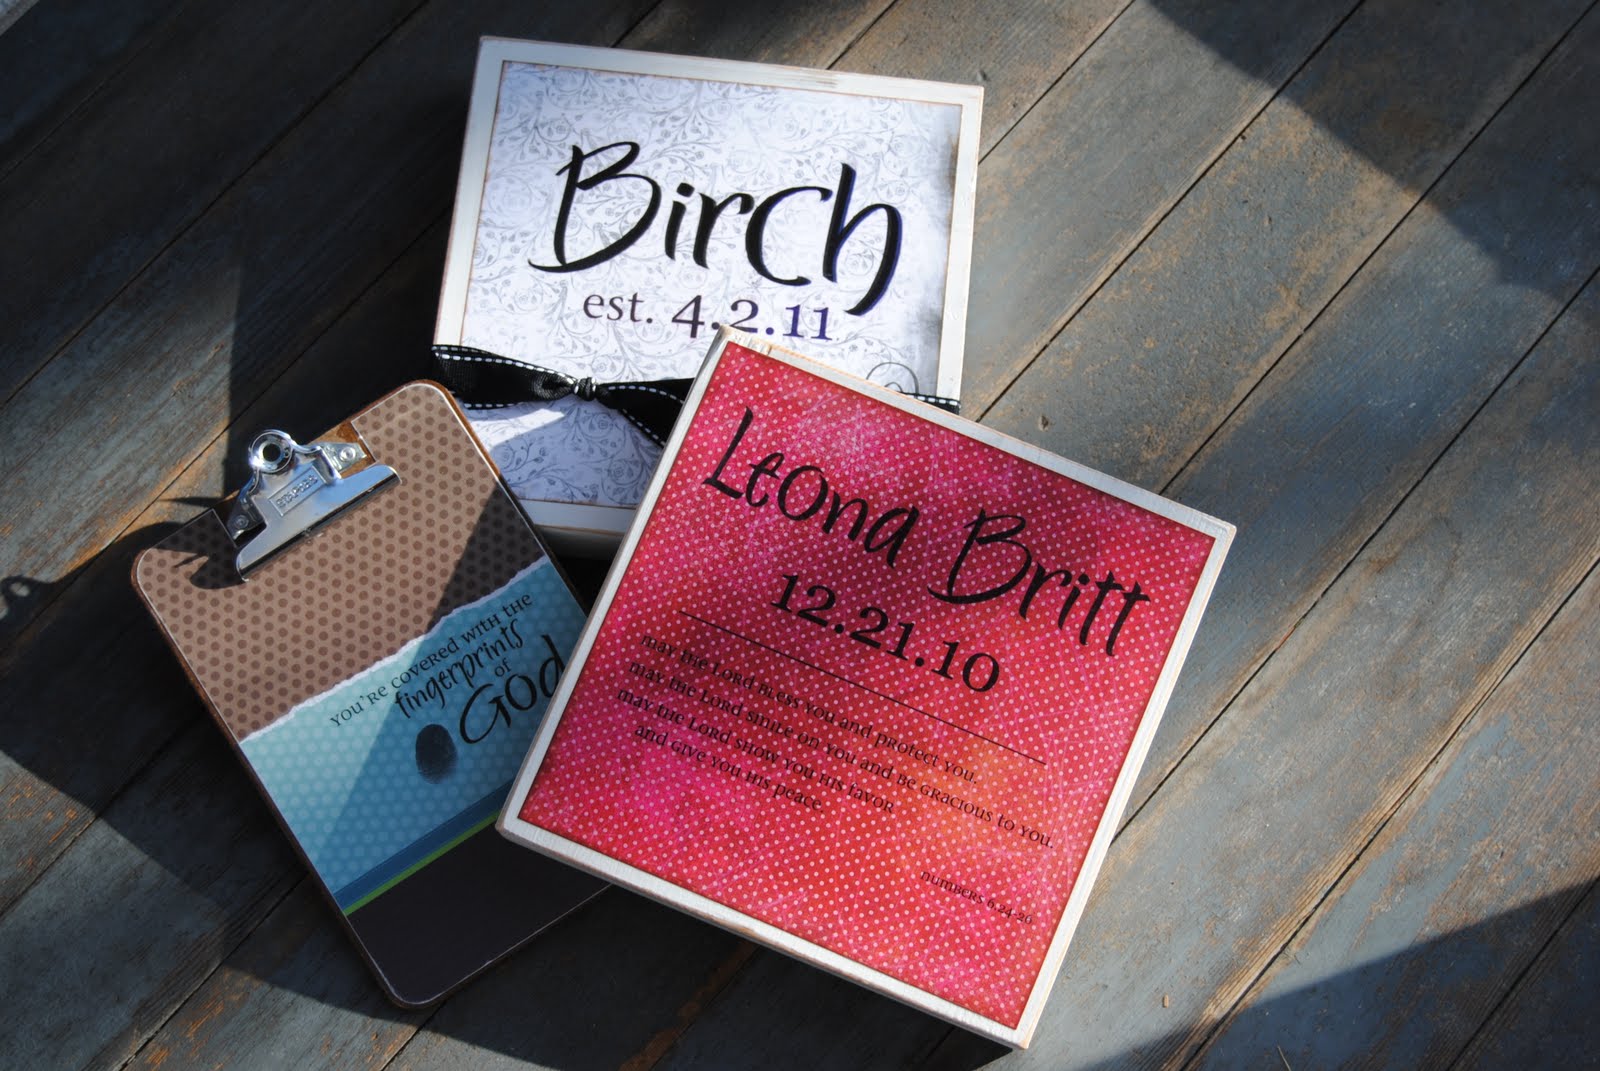 Birch
est. 4.2.11
STAPLES
YOU'RE COVERED WITH THE
fingerprints
OF
GOD
Leona Britt
12.21.10
may the LORD BLESS YOU and PROTECT YOU.
may the LORD SMILE ON YOU and BE GRACIOUS TO YOU.
may the LORD SHOW YOU HIS FAVOR
and GIVE YOU HIS PEACE.
NUMBERS 6.24-26